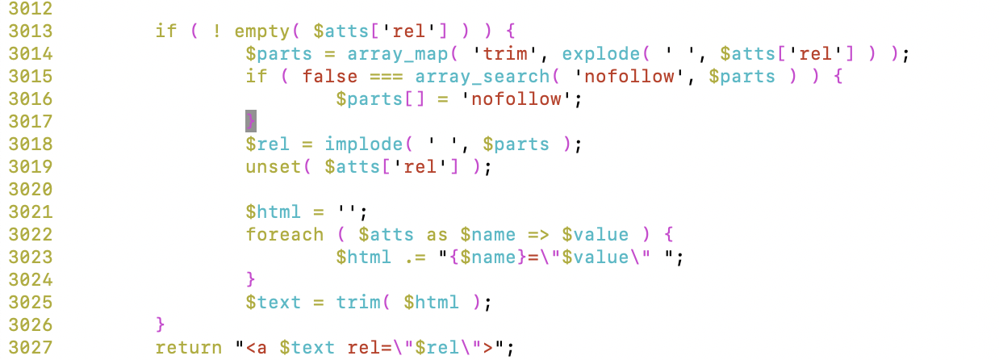 3012
3013         if ( ! empty( $atts['rel'] ) ) {
3014                 $parts = array_map( 'trim', explode( ' ', $atts['rel'] ) );
3015                 if ( false === array_search( 'nofollow', $parts ) ) {
3016                         $parts[] = 'nofollow';
3017                 }
3018                 $rel = implode( ' ', $parts );
3019                 unset( $atts['rel'] );
3020
3021                 $html = '';
3022                 foreach ( $atts as $name => $value ) {
3023                         $html .= "{$name}=\"$value\" ";
3024                 }
3025                 $text = trim( $html );
3026         }
3027         return "<a $text rel=\"$rel\">";